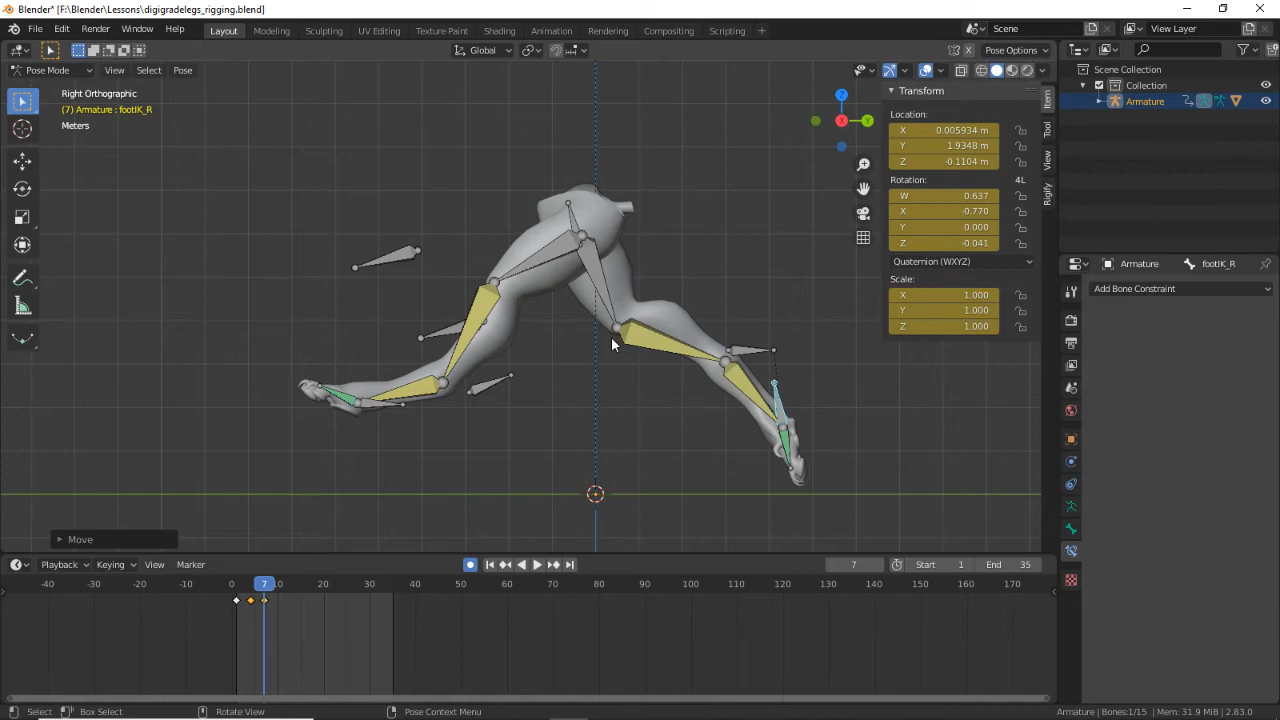 Blender* [F:\Blender\Lessons\digigradelegs_rigging.blend]
File Edit Render Window Help Layout Modeling Sculpting UV Editing Texture Paint Shading Animation Rendering Compositing Scripting + Scene View Layer
Global Pose Options
Pose Mode View Select Pose
Right Orthographic
(7) Armature : footIK_R
Meters
Z
Y
X
Transform
Location:
X 0.005934 m
Y 1.9348 m
Z -0.1104 m
Rotation: 4L
W 0.637
X -0.770
Y 0.000
Z -0.041
Quaternion (WXYZ)
Scale:
X 1.000
Y 1.000
Z 1.000
Item
Tool
View
Rigify
Scene Collection
Collection
Armature
Armature footIK_R
Add Bone Constraint
Move
Playback Keying View Marker 7 Start 1 End 35
-40 -30 -20 -10 0 7 10 20 30 40 50 60 70 80 90 100 110 120 130 140 150 160 170
Select Box Select Rotate View Pose Context Menu Armature | Bones:1/15 | Mem: 31.9 MiB | 2.83.0